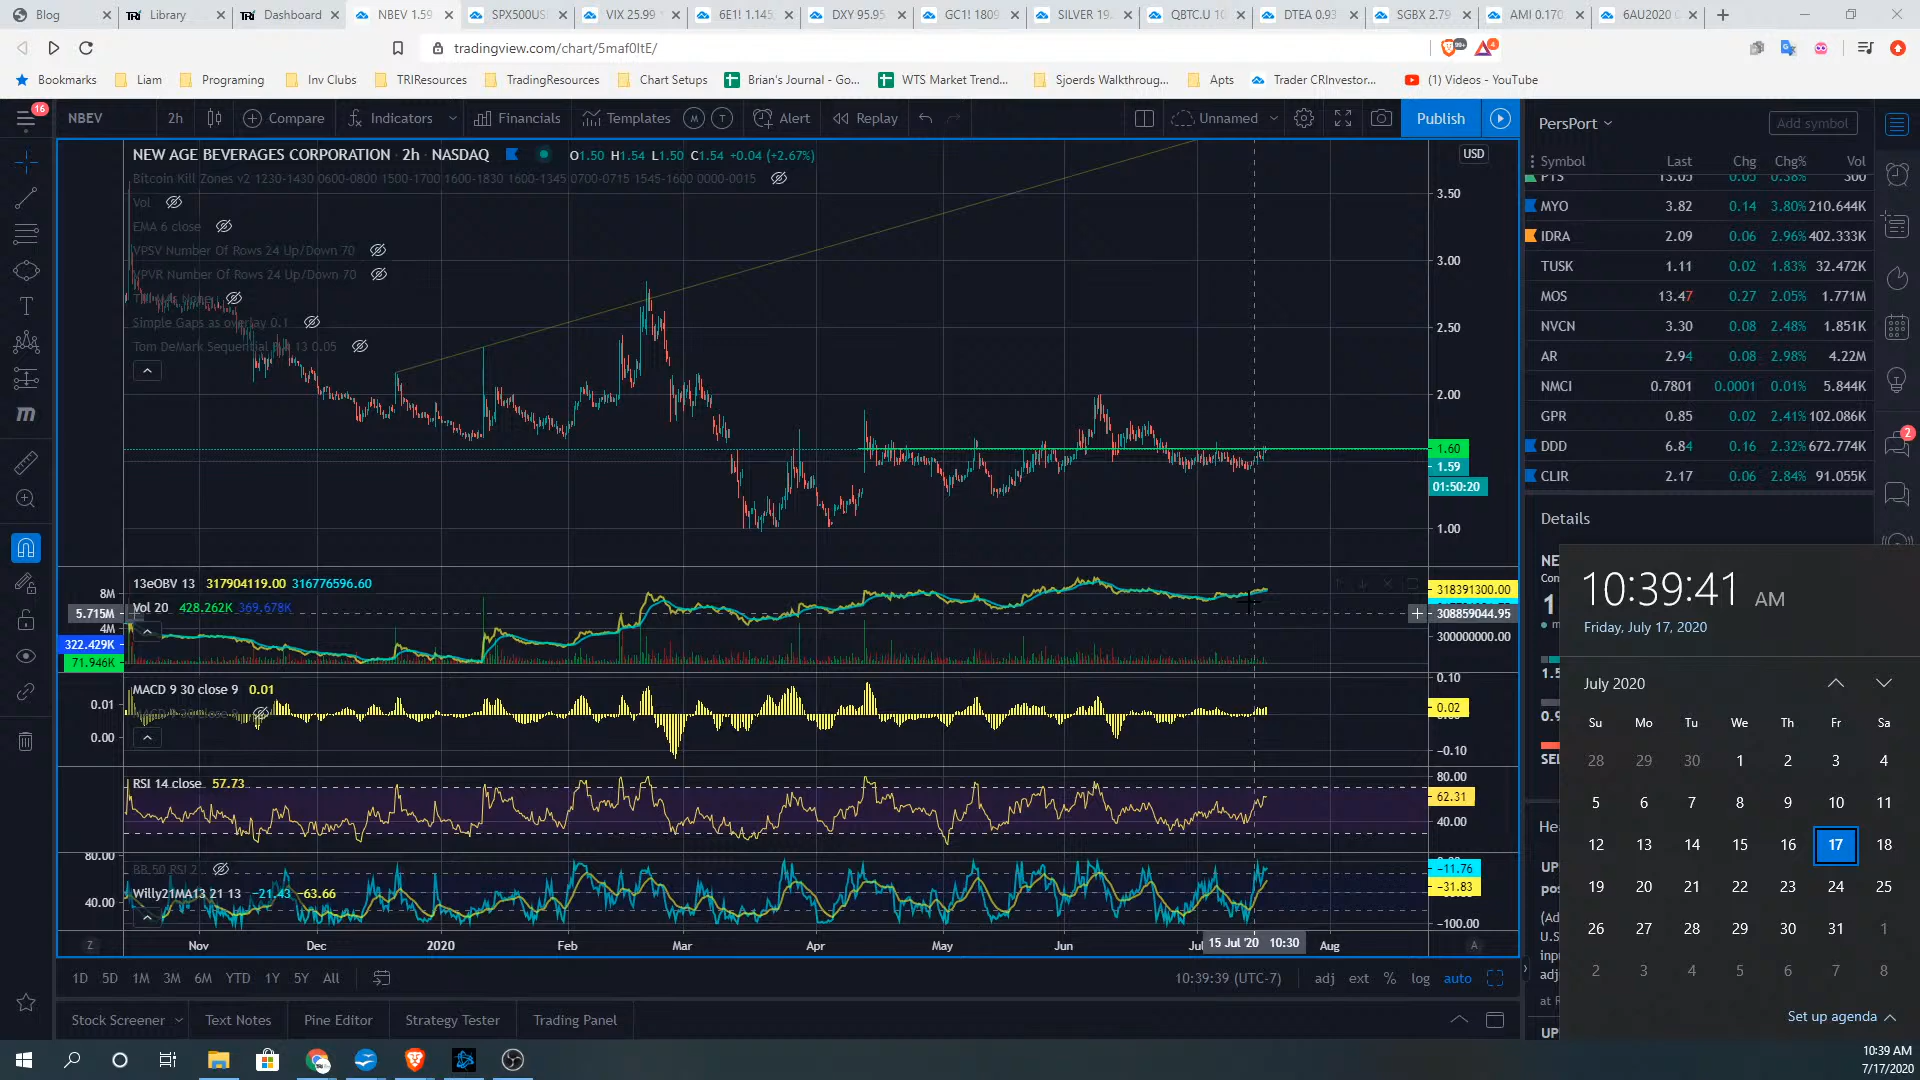 Blog
Library
Dashboard
NBEV 1.59
SPX500US
VIX 25.99
6E1! 1.145
DXY 95.95
GC1! 1809
SILVER 19.
QBTC.U 10
DTEA 0.93
SGBX 2.79
AMI 0.170
6AU2020
tradingview.com/chart/5maf0ltE/
Bookmarks
Liam
Programing
Inv Clubs
TRIResources
TradingResources
Chart Setups
Brian's Journal - Go...
WTS Market Trend...
Sjoerds Walkthroug...
Apts
Trader CRInvestor...
(1) Videos - YouTube
16
NBEV
2h
Compare
Indicators
Financials
Templates
M
T
Alert
Replay
Unnamed
Publish
NEW AGE BEVERAGES CORPORATION 2h NASDAQ
O1.50 H1.54 L1.50 C1.54 +0.04 (+2.67%)
Bitcoin Kill Zones v2 1230-1430 0600-0800 1500-1700 1600-1830 1600-1345 0700-0715 1545-1600 0000-0015
Vol
EMA 6 close
VPSV Number Of Rows 24 Up/Down 70
VPVR Number Of Rows 24 Up/Down 70
Simple Gaps as overlay 0.1
Tom DeMark Sequential
USD
3.50
3.00
2.50
2.00
1.60
1.59
01:50:20
1.00
13eOBV 13 317904119.00 316776596.60
Vol 20 428.262K 369.678K
8M
5.715M
4M
322.429K
71.946K
318391300.00
308859044.95
300000000.00
MACD 9 30 close 9 0.01
0.01
0.00
0.10
0.02
-0.10
RSI 14 close 57.73
80.00
62.31
40.00
BB 50 RSI 2
Willy21MA13 21 13 -21.43 -63.66
80.00
40.00
-11.76
-31.83
-100.00
Z
Nov
Dec
2020
Feb
Mar
Apr
May
Jun
Jul
15 Jul '20 10:30
Aug
A
1D 5D 1M 3M 6M YTD 1Y 5Y All
10:39:39 (UTC-7)
adj ext % log auto
Stock Screener
Text Notes
Pine Editor
Strategy Tester
Trading Panel
PersPort
Add symbol
Symbol Last Chg Chg% Vol
PTS 13.05 0.05 0.38% 300
MYO 3.82 0.14 3.80% 210.644K
IDRA 2.09 0.06 2.96% 402.333K
TUSK 1.11 0.02 1.83% 32.472K
MOS 13.47 0.27 2.05% 1.771M
NVCN 3.30 0.08 2.48% 1.851K
AR 2.94 0.08 2.98% 4.22M
NMCI 0.7801 0.0001 0.01% 5.844K
GPR 0.85 0.02 2.41% 102.086K
DDD 6.84 0.16 2.32% 672.774K
CLIR 2.17 0.06 2.84% 91.055K
2
Details
10:39:41 AM
Friday, July 17, 2020
July 2020
Su Mo Tu We Th Fr Sa
28 29 30 1 2 3 4
5 6 7 8 9 10 11
12 13 14 15 16 17 18
19 20 21 22 23 24 25
26 27 28 29 30 31 1
2 3 4 5 6 7 8
Set up agenda
10:39 AM
7/17/2020